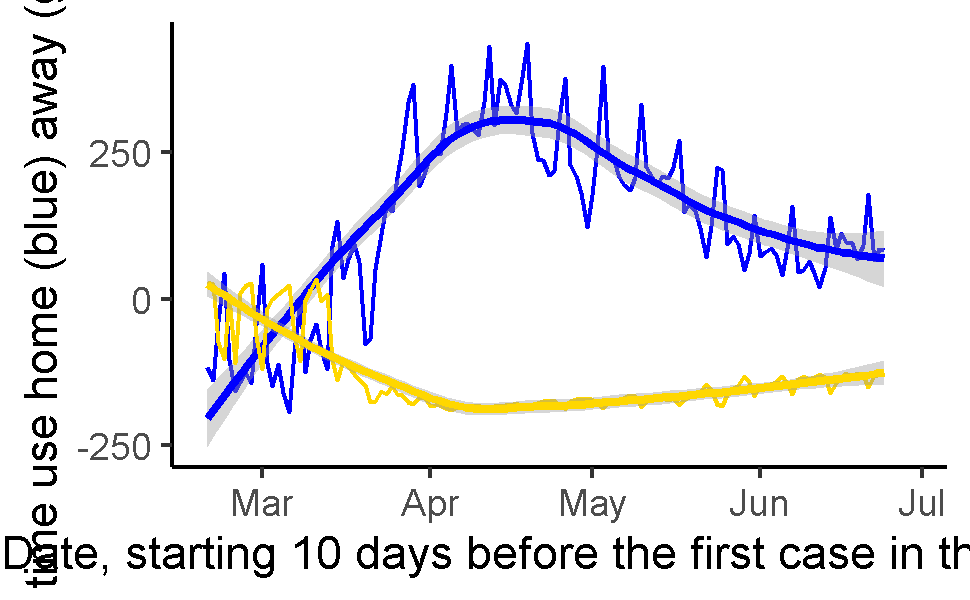 time use home (blue) away (
250
0
-250
Mar Apr May Jun Jul
Date, starting 10 days before the first case in th